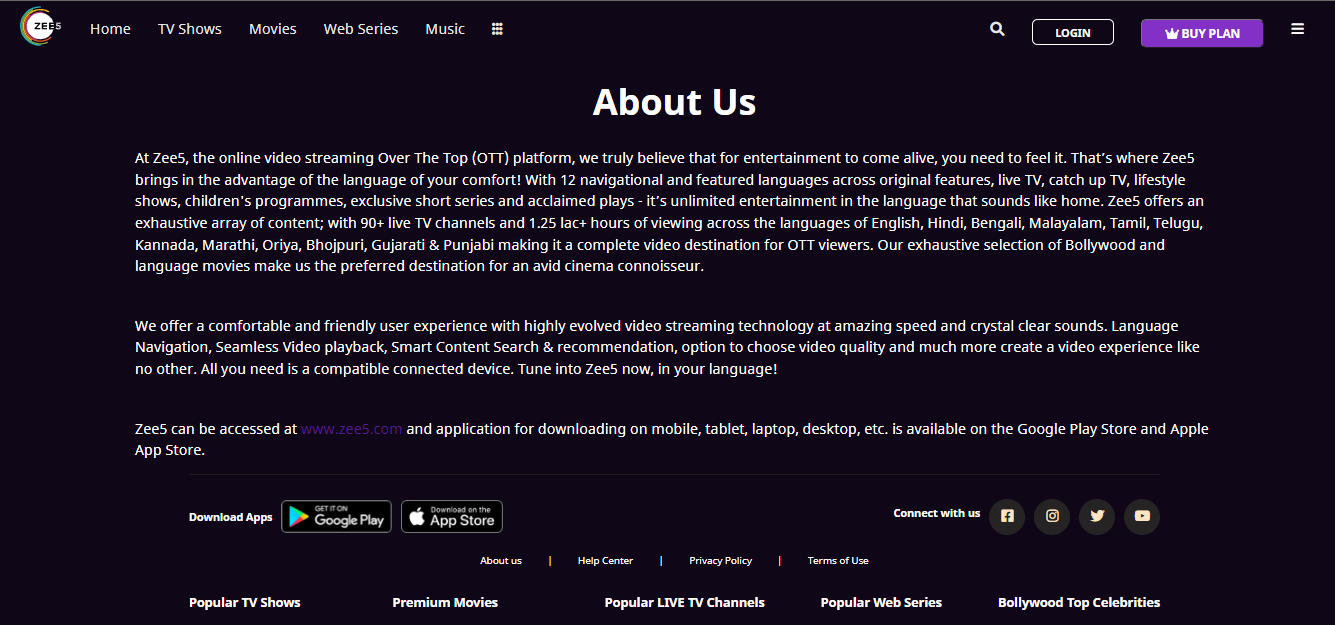 ZEE5 Home TV Shows Movies Web Series Music LOGIN BUY PLAN
About Us
At Zee5, the online video streaming Over The Top (OTT) platform, we truly believe that for entertainment to come alive, you need to feel it. That’s where Zee5
brings in the advantage of the language of your comfort! With 12 navigational and featured languages across original features, live TV, catch up TV, lifestyle
shows, children's programmes, exclusive short series and acclaimed plays - it’s unlimited entertainment in the language that sounds like home. Zee5 offers an
exhaustive array of content; with 90+ live TV channels and 1.25 lac+ hours of viewing across the languages of English, Hindi, Bengali, Malayalam, Tamil, Telugu,
Kannada, Marathi, Oriya, Bhojpuri, Gujarati & Punjabi making it a complete video destination for OTT viewers. Our exhaustive selection of Bollywood and
language movies make us the preferred destination for an avid cinema connoisseur.
We offer a comfortable and friendly user experience with highly evolved video streaming technology at amazing speed and crystal clear sounds. Language
Navigation, Seamless Video playback, Smart Content Search & recommendation, option to choose video quality and much more create a video experience like
no other. All you need is a compatible connected device. Tune into Zee5 now, in your language!
Zee5 can be accessed at www.zee5.com and application for downloading on mobile, tablet, laptop, desktop, etc. is available on the Google Play Store and Apple
App Store.
Download Apps GET IT ON Google Play Download on the App Store Connect with us
About us | Help Center | Privacy Policy | Terms of Use
Popular TV Shows Premium Movies Popular LIVE TV Channels Popular Web Series Bollywood Top Celebrities